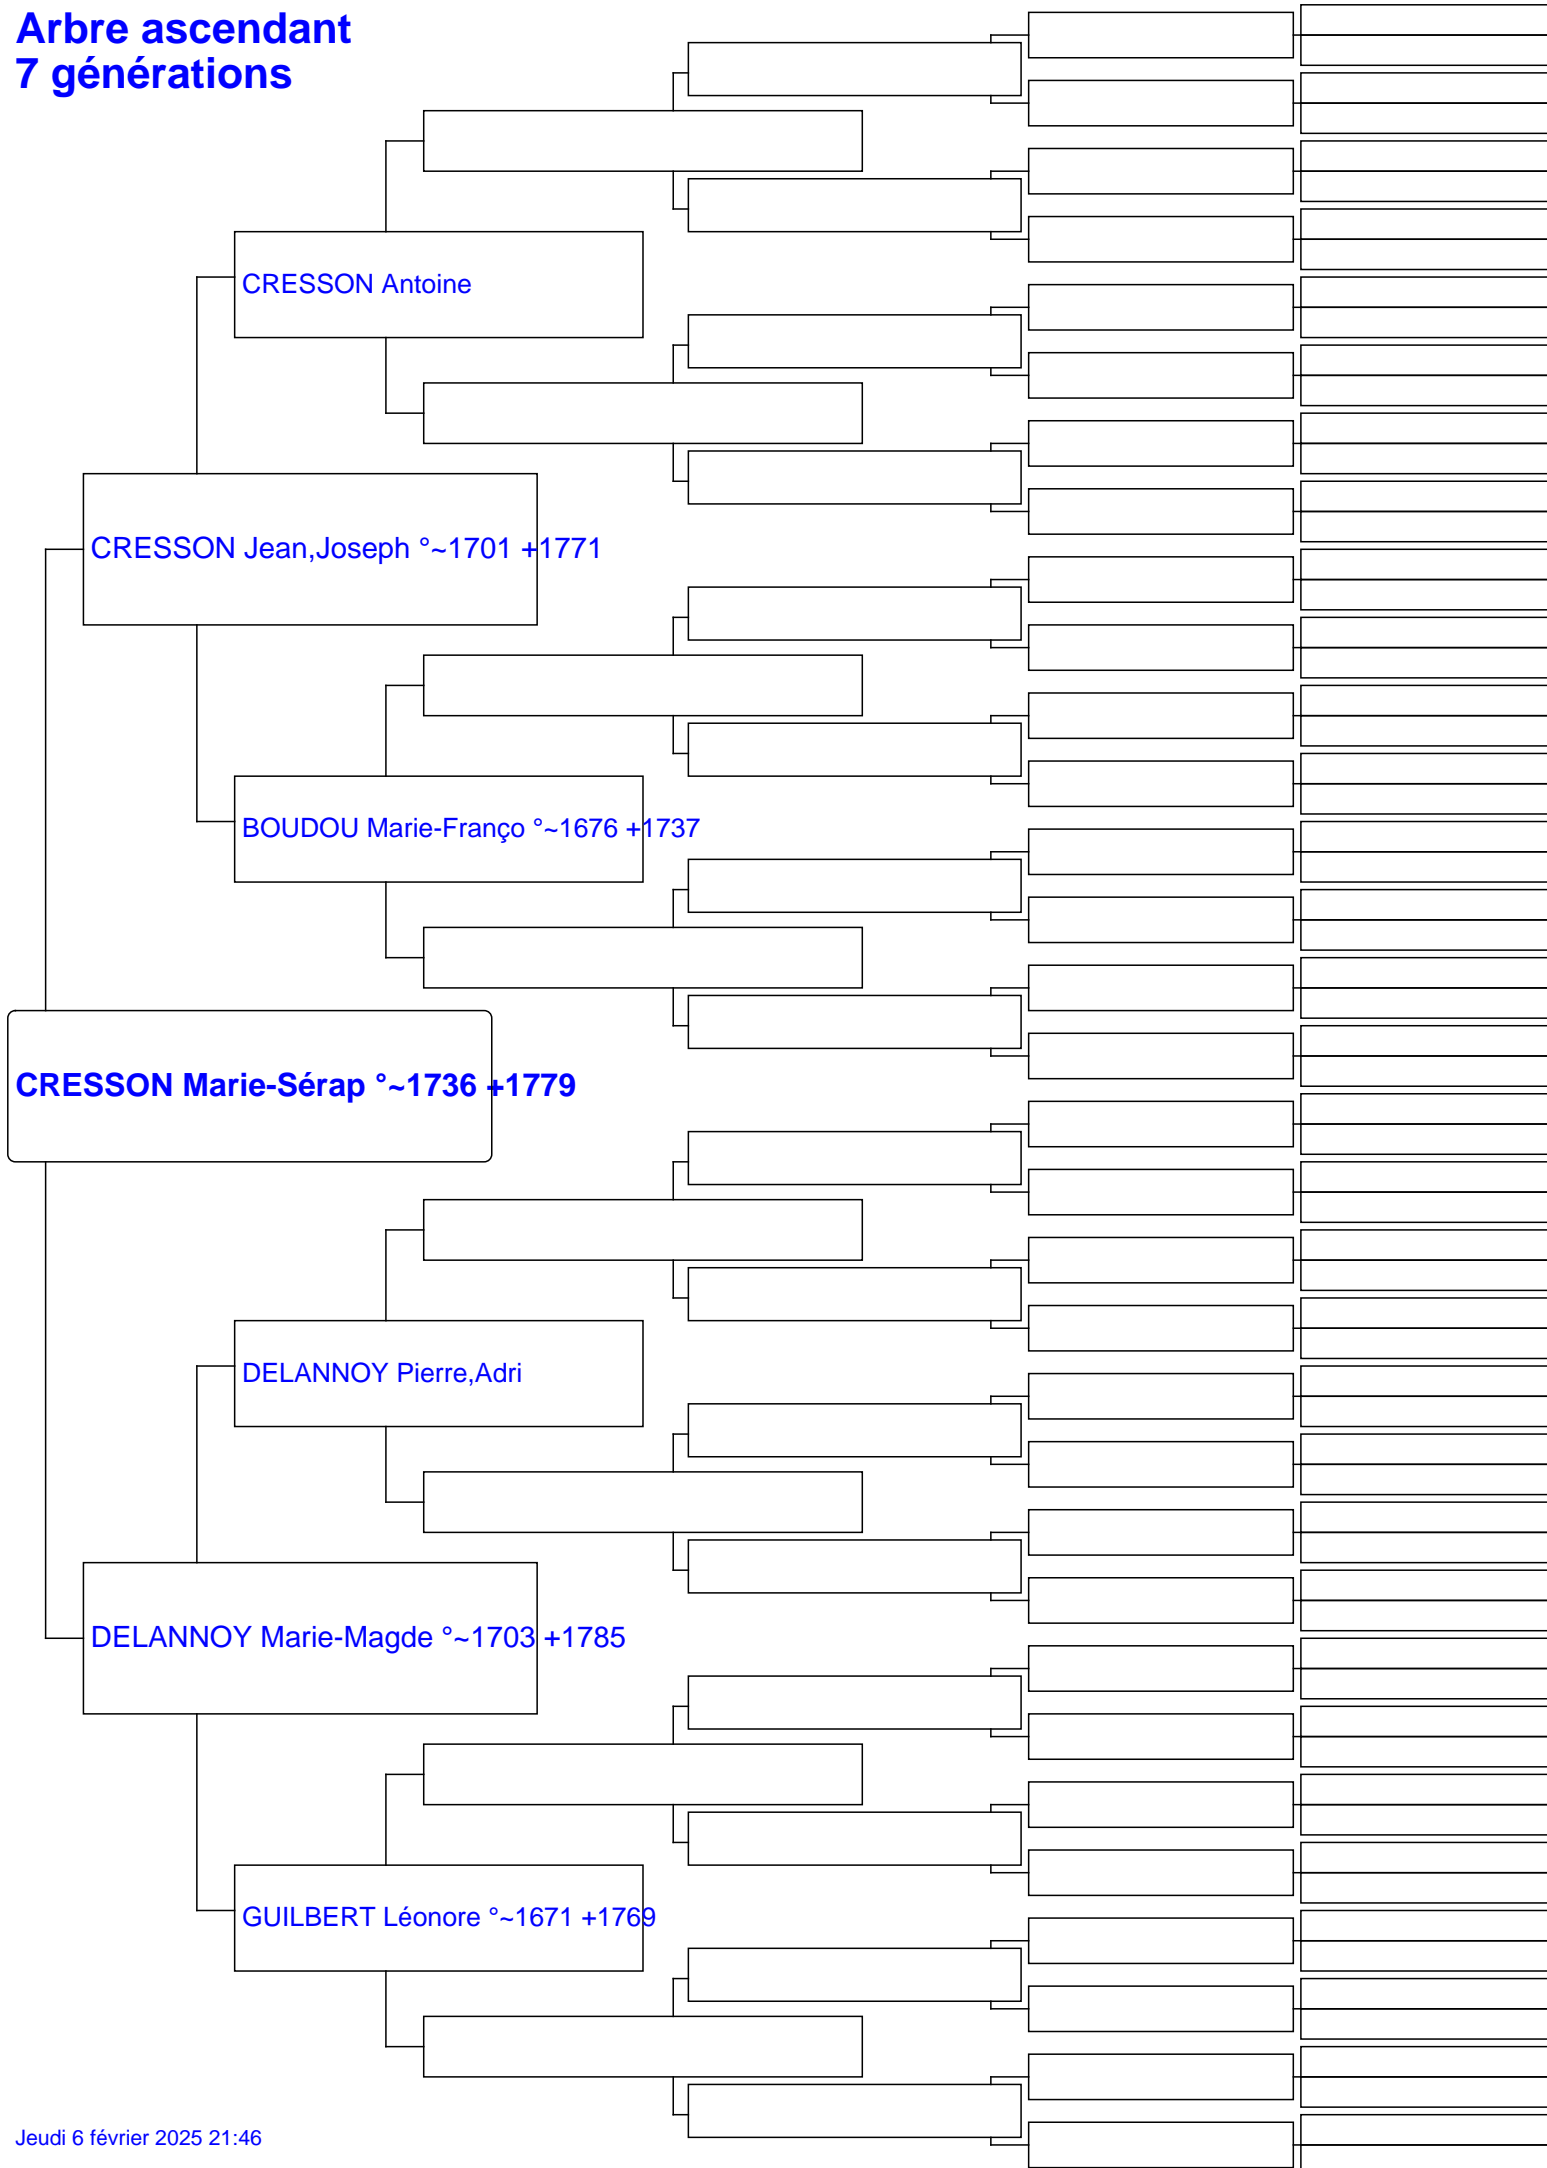 Arbre ascendant
7 générations
CRESSON Antoine
CRESSON Jean,Joseph °~1701 +1771
BOUDOU Marie-Franço °~1676 +1737
CRESSON Marie-Sérap °~1736 +1779
DELANNOY Pierre,Adri
DELANNOY Marie-Magde °~1703 +1785
GUILBERT Léonore °~1671 +1769
Jeudi 6 février 2025 21:46